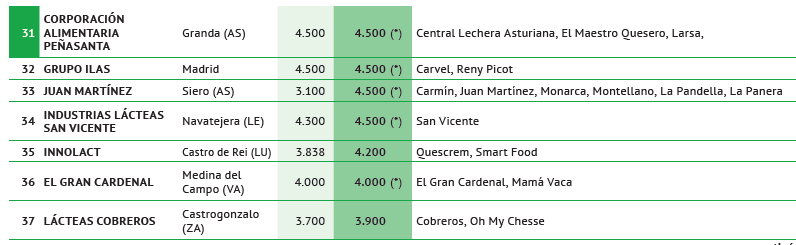 31 CORPORACIÓN ALIMENTARIA PEÑASANTA Granda (AS) 4.500 4.500 (*) Central Lechera Asturiana, El Maestro Quesero, Larsa,
32 GRUPO ILAS Madrid 4.500 4.500 (*) Carvel, Reny Picot
33 JUAN MARTÍNEZ Siero (AS) 3.100 4.500 (*) Carmín, Juan Martínez, Monarca, Montellano, La Pandella, La Panera
34 INDUSTRIAS LÁCTEAS SAN VICENTE Navatejera (LE) 4.300 4.500 (*) San Vicente
35 INNOLACT Castro de Rei (LU) 3.838 4.200 Quescrem, Smart Food
36 EL GRAN CARDENAL Medina del Campo (VA) 4.000 4.000 (*) El Gran Cardenal, Mamá Vaca
37 LÁCTEAS COBREROS Castrogonzalo (ZA) 3.700 3.900 Cobreros, Oh My Chesse